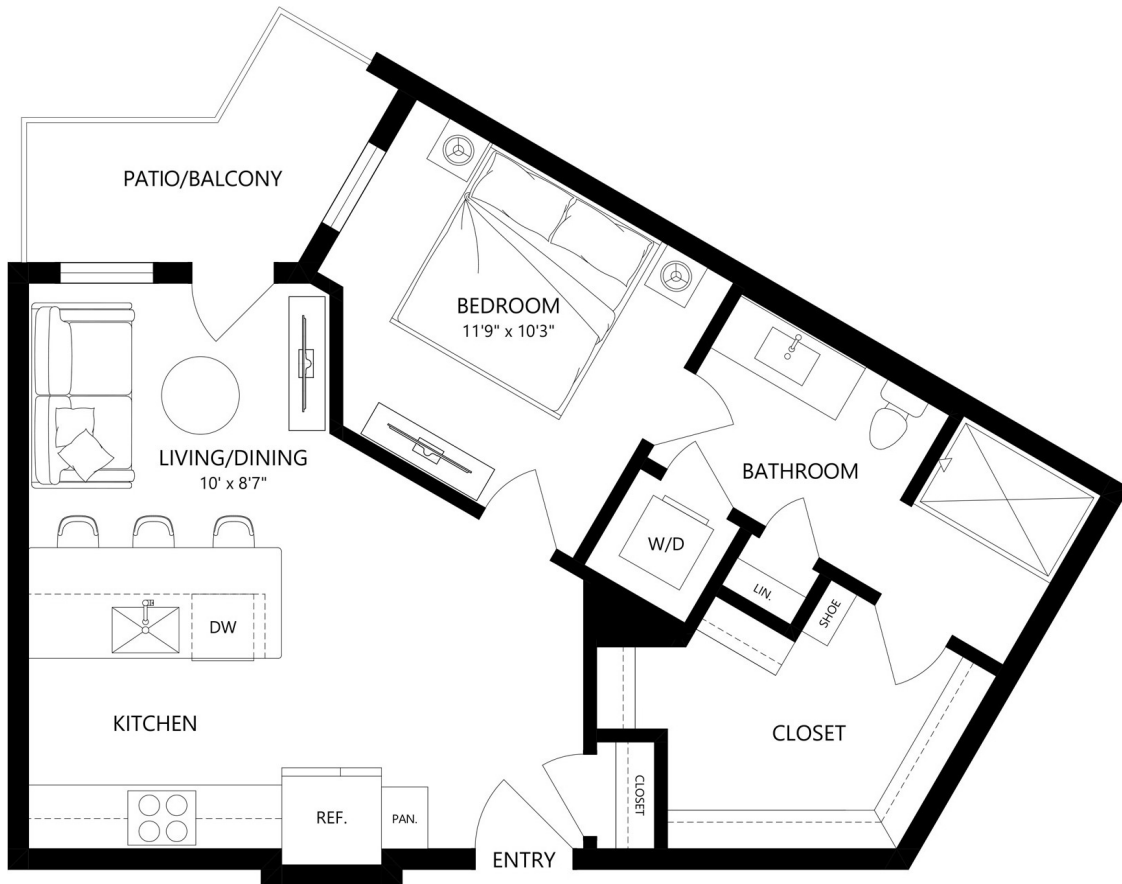 PATIO/BALCONY
BEDROOM
11'9" x 10'3"
LIVING/DINING
10' x 8'7"
BATHROOM
W/D
LIN.
SHOE
DW
KITCHEN
CLOSET
CLOSET
REF.
PAN.
ENTRY